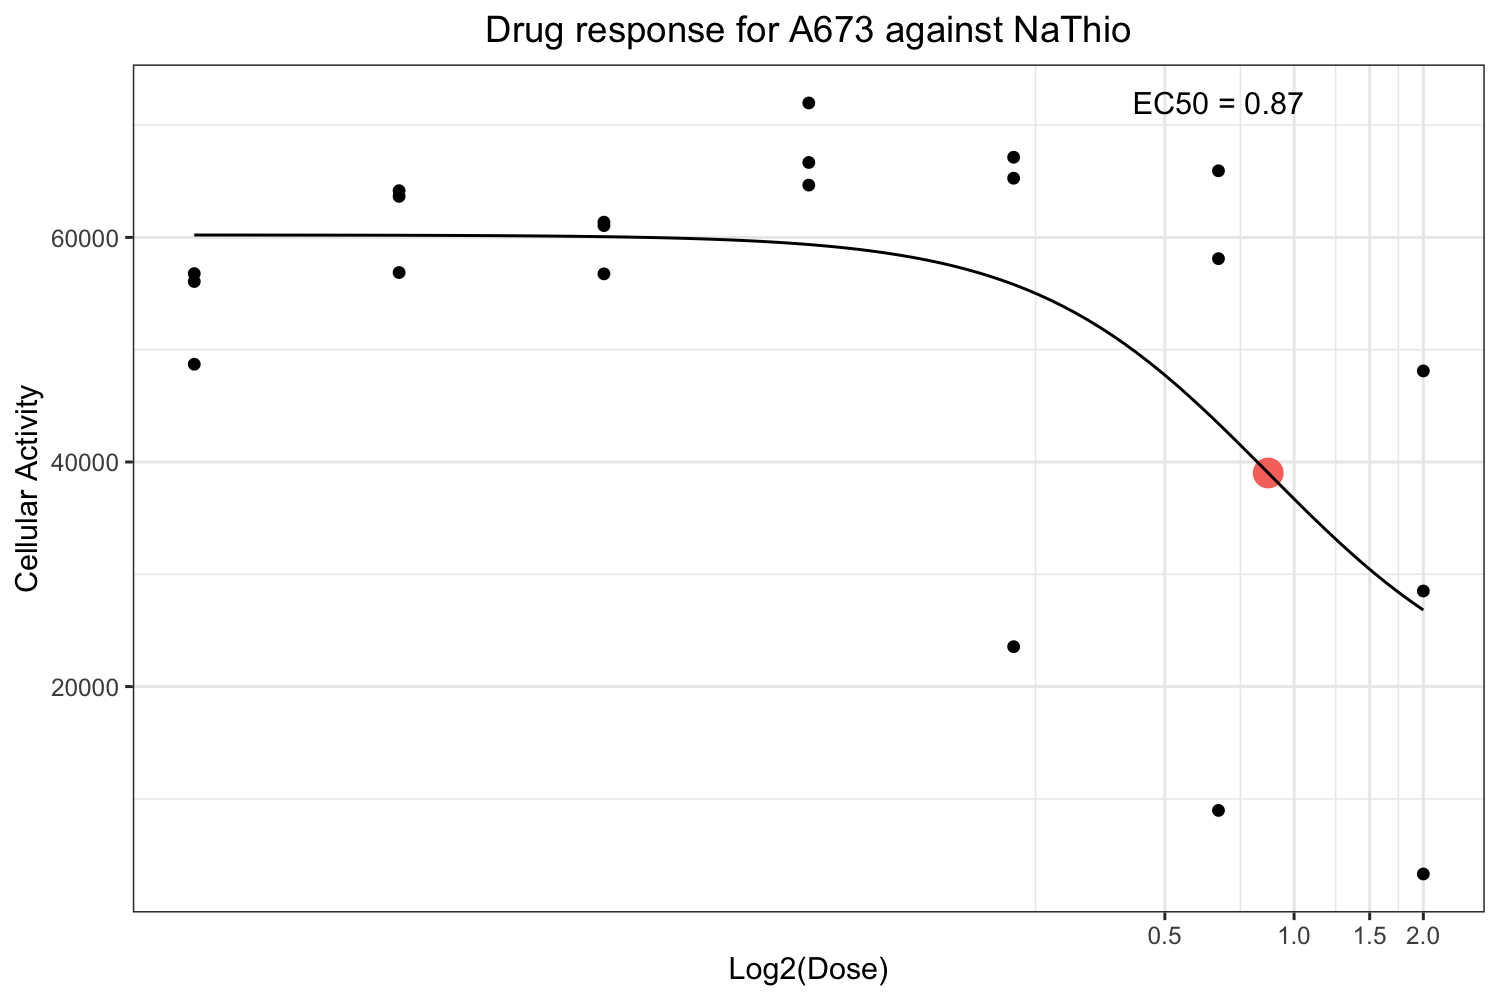 Drug response for A673 against NaThio
EC50 = 0.87
Cellular Activity
60000
40000
20000
0.5 1.0 1.5 2.0
Log2(Dose)